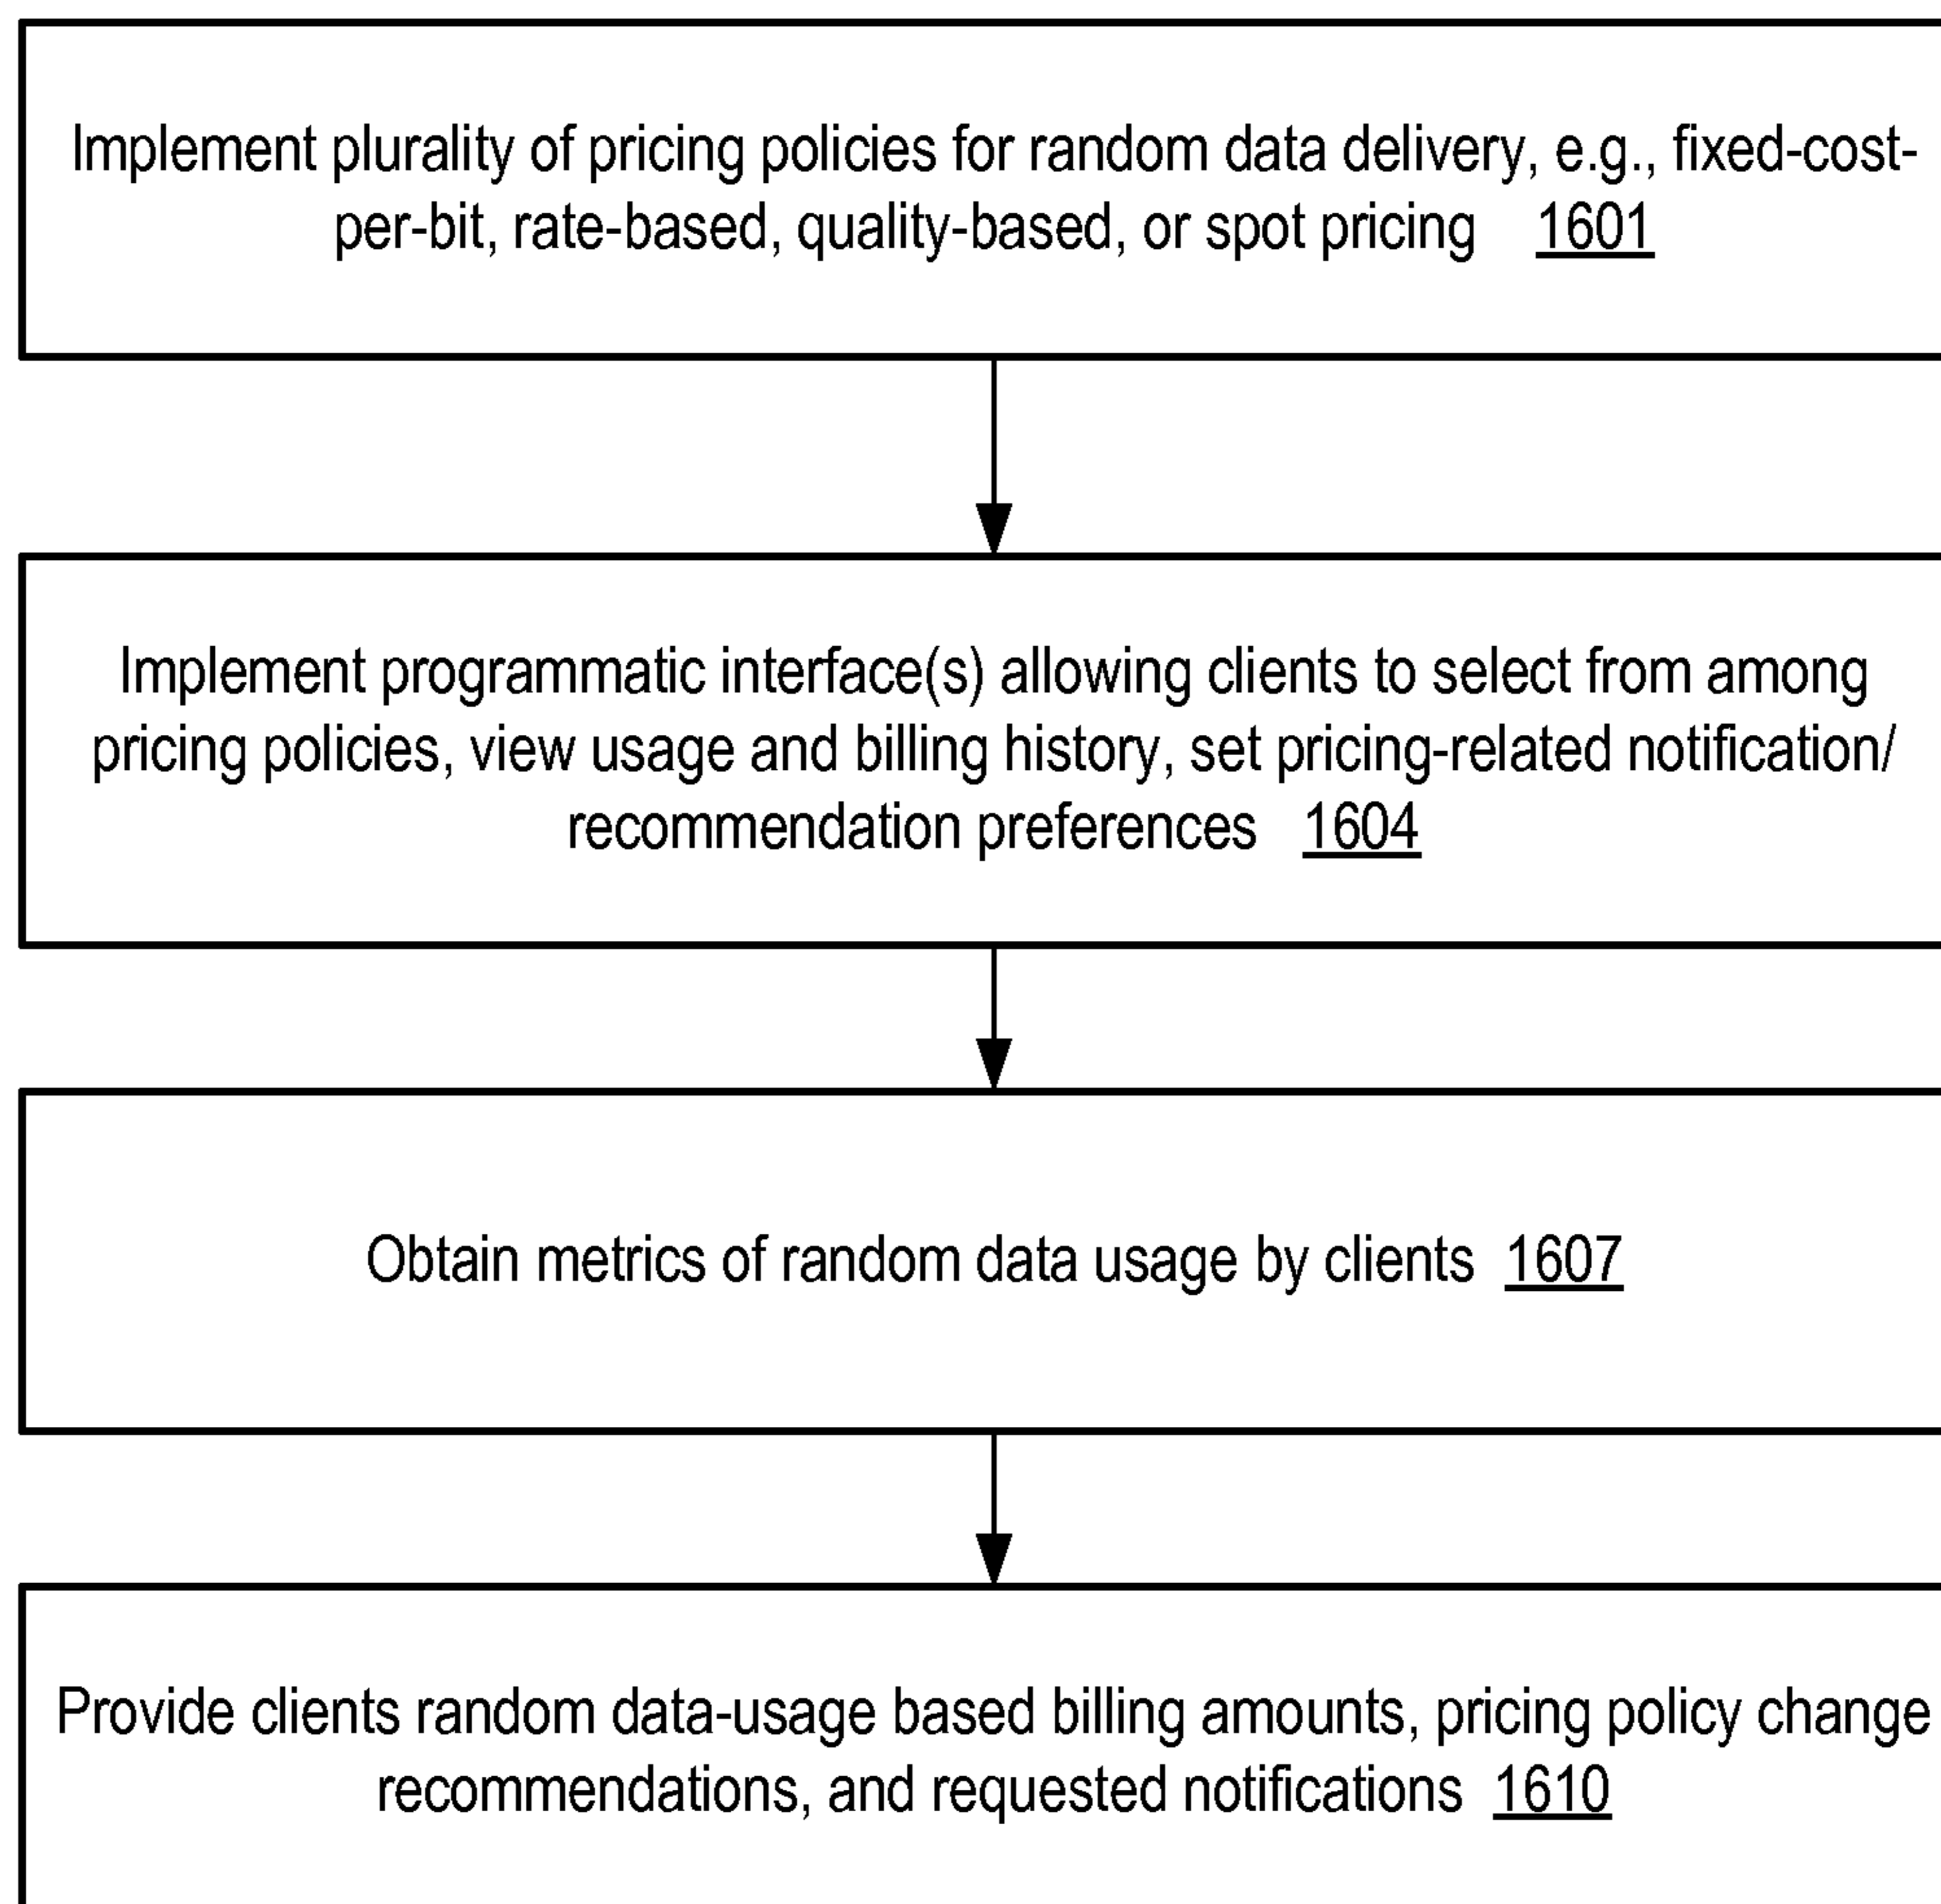 Implement plurality of pricing policies for random data delivery, e.g., fixed-cost-
per-bit, rate-based, quality-based, or spot pricing 1601
Implement programmatic interface(s) allowing clients to select from among
pricing policies, view usage and billing history, set pricing-related notification/
recommendation preferences 1604
Obtain metrics of random data usage by clients 1607
Provide clients random data-usage based billing amounts, pricing policy change
recommendations, and requested notifications 1610